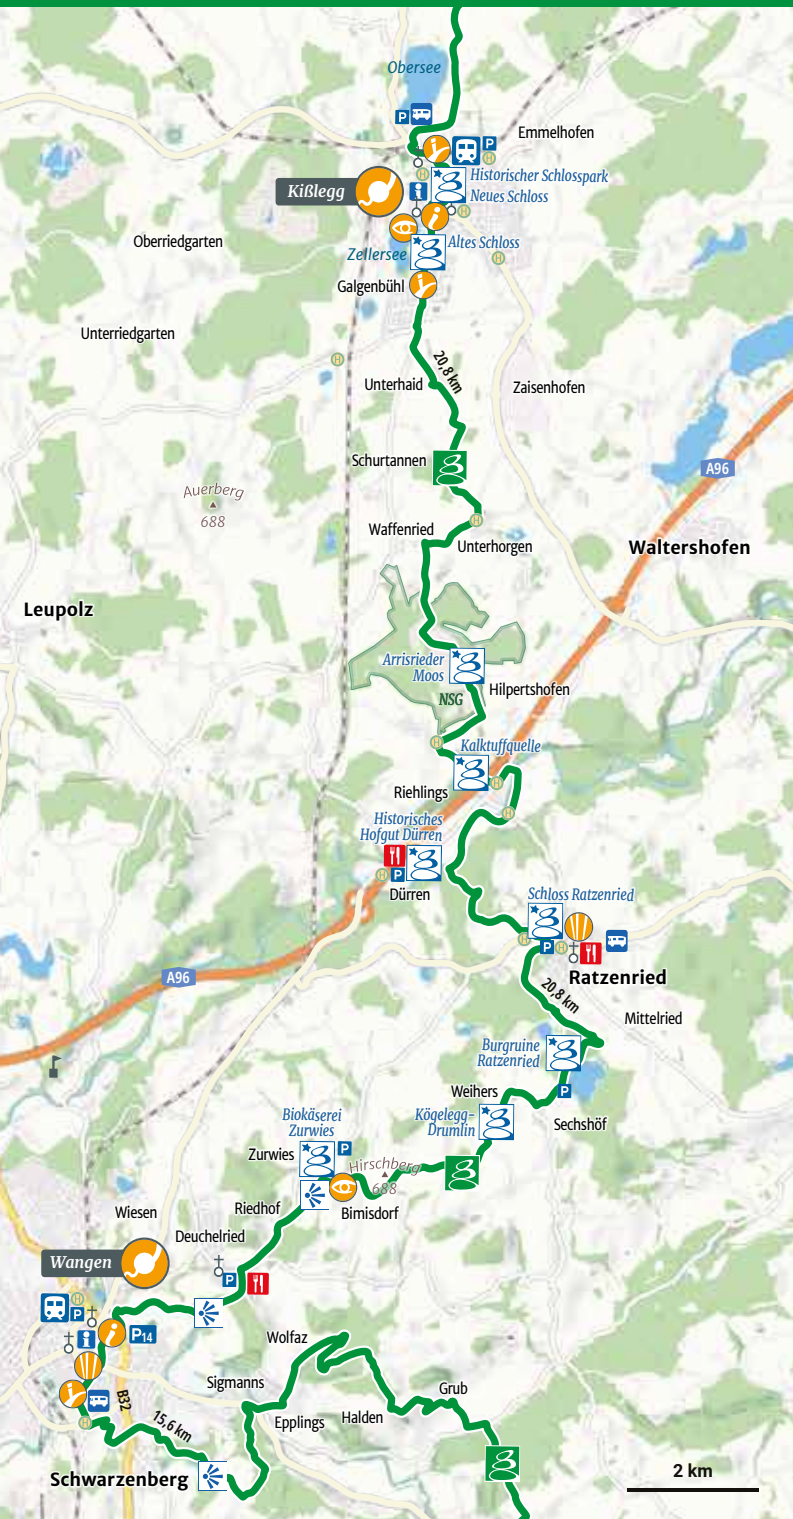 Obersee
P
Emmelhofen
P
H
Historischer Schlosspark
H
Kißlegg
i
Neues Schloss
i
H
Oberriedgarten
Altes Schloss
Zellersee
H
Galgenbühl
i
Unterriedgarten
H
20,8 km
Unterhaid
Zaisenhofen
Schurtannen
A96
Auerberg
688
H
Waffenried
Unterhorgen
Waltershofen
Leupolz
Arrisrieder
Moos
NSG
Hilpertshofen
H
Kalktuffquelle
H
Riehlings
H
Historisches
Hofgut Dürren
H
P
Dürren
Schloss Ratzenried
H
P
H
Ratzenried
A96
20,8 km
Mittelried
Burgruine
Ratzenried
P
Weihers
Kögelegg-
Drumlin
Sechshöf
Biokäserei
Zurwies
P
Zurwies
Hirschberg
688
Bimisdorf
Riedhof
Wiesen
Deuchelried
Wangen
P
H
P
i
i
P14
Wolfaz
Sigmanns
Grub
B32
Epplings
Halden
H
15,6 km
Schwarzenberg
2 km